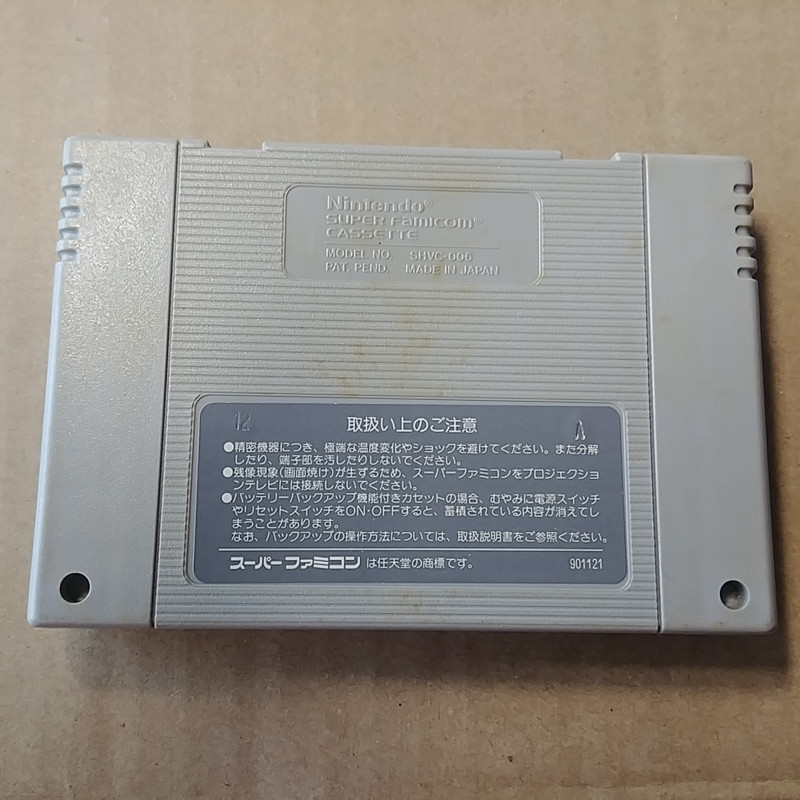 Nintendo®
SUPER FAMICOM™
CASSETTE
MODEL NO. SHVC-006
PAT. PEND. MADE IN JAPAN
12 取扱い上のご注意 A
●精密機器につき、極端な温度変化やショックを避けてください。また分解
したり、端子部を汚したりしないでください。
●残像現象(画面焼け)が生ずるため、スーパーファミコンをプロジェクショ
ンテレビには接続しないでください。
●バッテリーバックアップ機能付きカセットの場合、むやみに電源スイッチ
やリセットスイッチをON・OFFすると、蓄積されている内容が消えてし
まうことがあります。
なお、バックアップの操作方法については、取扱説明書をご参照ください。
スーパーファミコン は任天堂の商標です。 901121